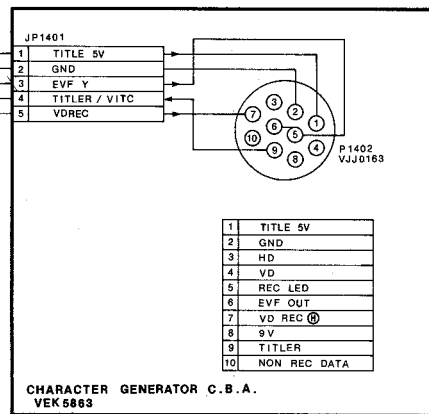 JP1401
1 TITLE 5V
2 GND
3 EVF Y
4 TITLER / VITC
5 VDREC
3
2
7
6
1
5
10
9
4
8
P1402
VJJ0163
1 TITLE 5V
2 GND
3 HD
4 VD
5 REC LED
6 EVF OUT
7 VD REC Ⓗ
8 9V
9 TITLER
10 NON REC DATA
CHARACTER GENERATOR C.B.A.
VEK5863